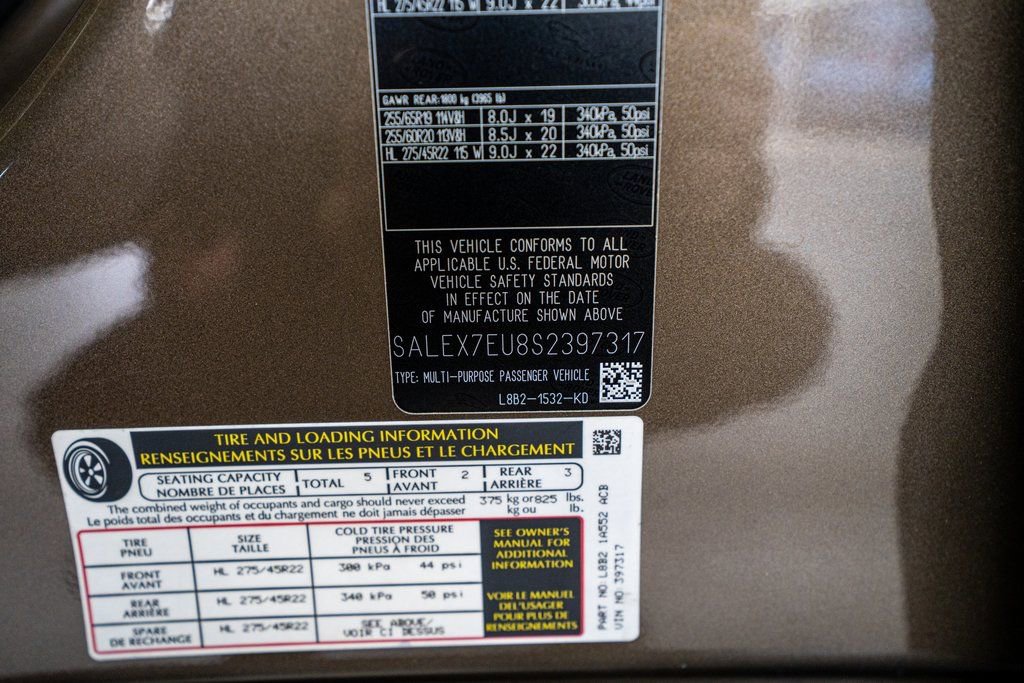 HL 275/45R22 115 W 9.0J x 22 300kPa, 44psi
GAWR REAR:1800 kg (3965 lb)
255/65R19 114V&H 8.0J x 19 340kPa, 50psi
255/60R20 113V&H 8.5J x 20 340kPa, 50psi
HL 275/45R22 115 W 9.0J x 22 340kPa, 50psi
THIS VEHICLE CONFORMS TO ALL
APPLICABLE U.S. FEDERAL MOTOR
VEHICLE SAFETY STANDARDS
IN EFFECT ON THE DATE
OF MANUFACTURE SHOWN ABOVE
SALEX7EU8S2397317
TYPE: MULTI-PURPOSE PASSENGER VEHICLE
L8B2-1532-KD
TIRE AND LOADING INFORMATION
RENSEIGNEMENTS SUR LES PNEUS ET LE CHARGEMENT
SEATING CAPACITY
NOMBRE DE PLACES
TOTAL 5
FRONT
AVANT
2
REAR
ARRIÈRE
3
The combined weight of occupants and cargo should never exceed 375 kg or 825 lbs.
Le poids total des occupants et du chargement ne doit jamais dépasser kg ou lb.
TIRE
PNEU
SIZE
TAILLE
COLD TIRE PRESSURE
PRESSION DES
PNEUS À FROID
FRONT
AVANT
HL 275/45R22 300 kPa 44 psi
REAR
ARRIÈRE
HL 275/45R22 340 kPa 50 psi
SPARE
DE RECHANGE
HL 275/45R22
SEE ABOVE/
VOIR CI DESSUS
SEE OWNER'S
MANUAL FOR
ADDITIONAL
INFORMATION
VOIR LE MANUEL
DE L'USAGER
POUR PLUS DE
RENSEIGNEMENTS
PART NO: L8B2 1A552 ACB
VIN NO 397317